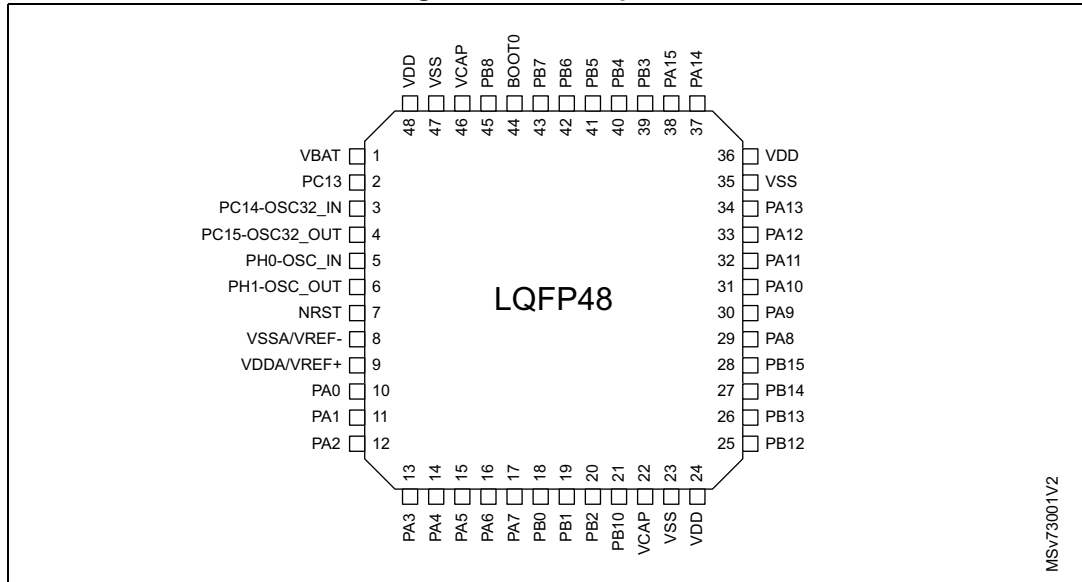 VDD
VSS
VCAP
PB8
BOOT0
PB7
PB6
PB5
PB4
PB3
PA15
PA14
48 47 46 45 44 43 42 41 40 39 38 37
VBAT 1
PC13 2
PC14-OSC32_IN 3
PC15-OSC32_OUT 4
PH0-OSC_IN 5
PH1-OSC_OUT 6
NRST 7
VSSA/VREF- 8
VDDA/VREF+ 9
PA0 10
PA1 11
PA2 12
LQFP48
36 VDD
35 VSS
34 PA13
33 PA12
32 PA11
31 PA10
30 PA9
29 PA8
28 PB15
27 PB14
26 PB13
25 PB12
13 14 15 16 17 18 19 20 21 22 23 24
PA3
PA4
PA5
PA6
PA7
PB0
PB1
PB2
PB10
VCAP
VSS
VDD
MSv73001V2